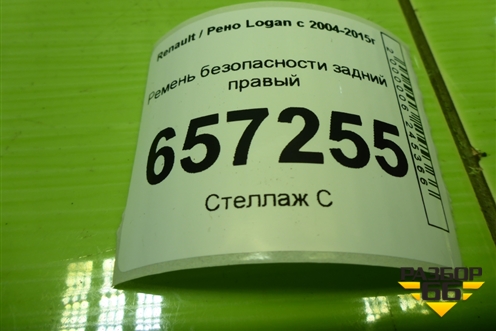 Renault / Рено Logan с 2004-2015г
Ремень безопасности задний
правый
657255
Стеллаж С
РАЗБОР
66